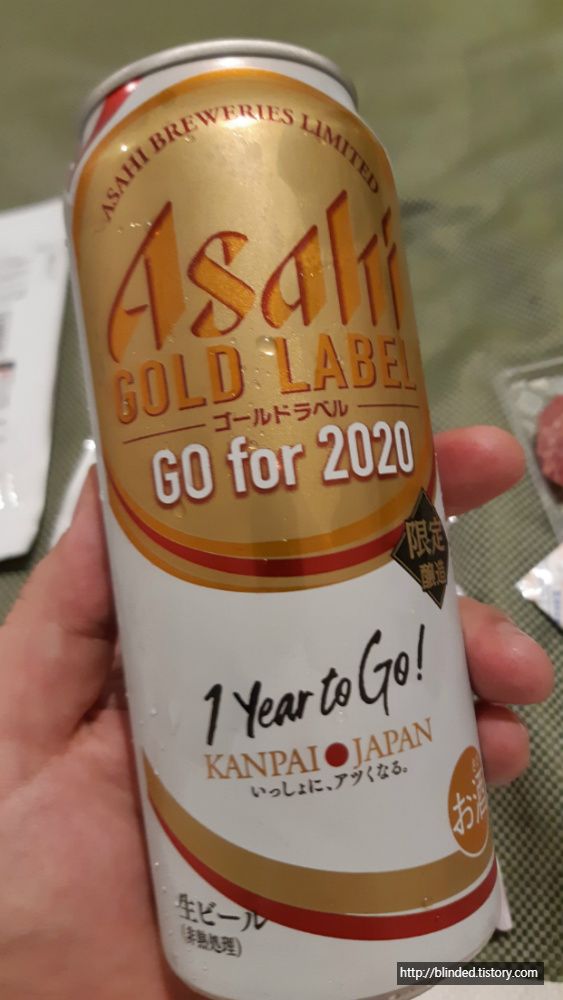 ASAHI BREWERIES LIMITED
Asahi
GOLD LABEL
ゴールドラベル
GO for 2020
限定
醸造
1 Year to Go!
KANPAI JAPAN
いっしょに、アツくなる。
お酒
生ビール
(非熱処理)
http://blinded.tistory.com